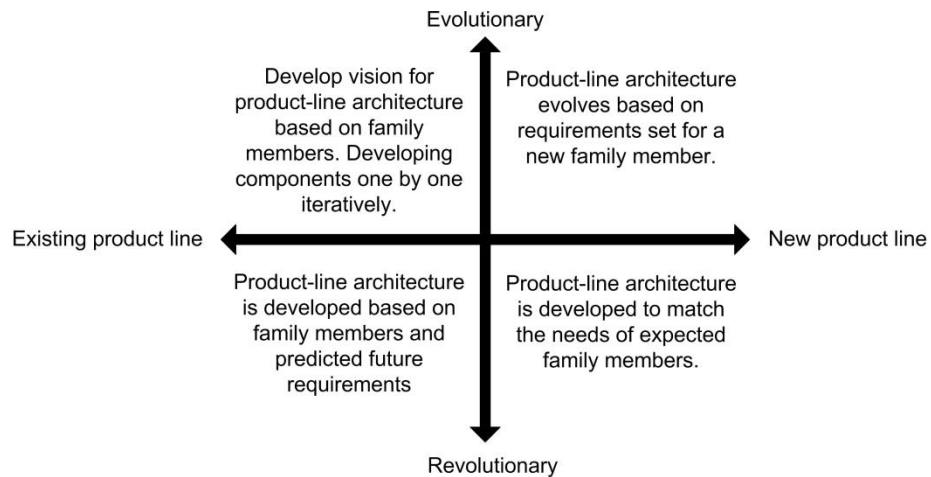 Evolutionary
Develop vision for
product-line architecture
based on family
members. Developing
components one by one
iteratively.
Product-line architecture
evolves based on
requirements set for a
new family member.
Existing product line
New product line
Product-line architecture
is developed based on
family members and
predicted future
requirements
Product-line architecture
is developed to match
the needs of expected
family members.
Revolutionary